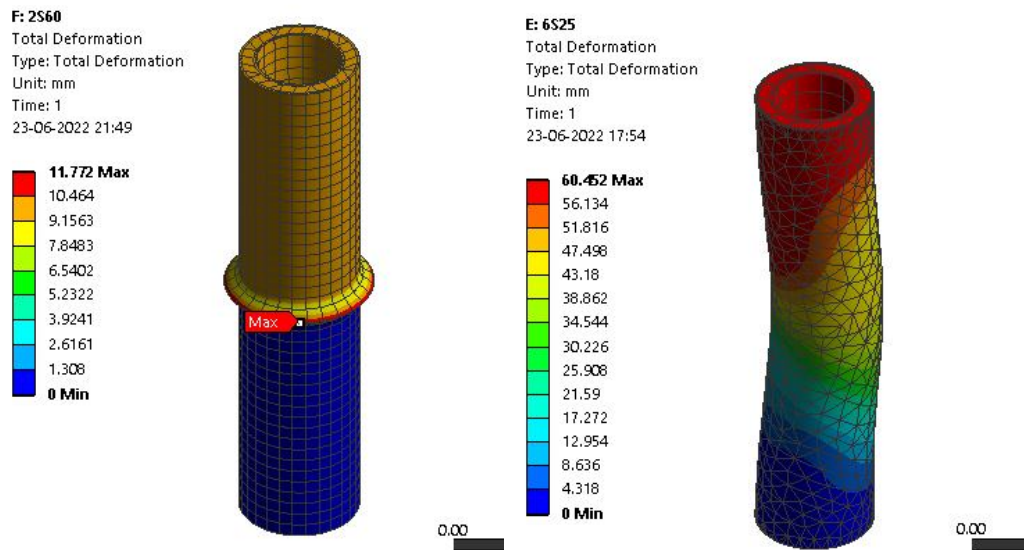 F: 2S60
Total Deformation
Type: Total Deformation
Unit: mm
Time: 1
23-06-2022 21:49
11.772 Max
10.464
9.1563
7.8483
6.5402
5.2322
3.9241
2.6161
1.308
0 Min
Max
0.00
E: 6S25
Total Deformation
Type: Total Deformation
Unit: mm
Time: 1
23-06-2022 17:54
60.452 Max
56.134
51.816
47.498
43.18
38.862
34.544
30.226
25.908
21.59
17.272
12.954
8.636
4.318
0 Min
0.00